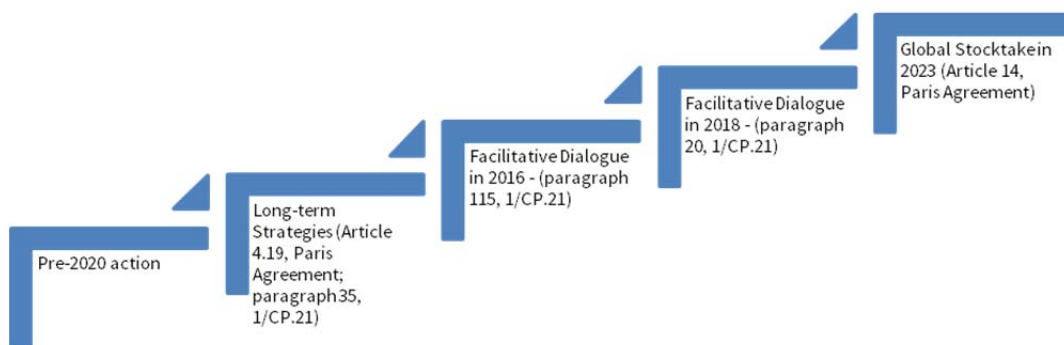 Pre-2020 action
Long-term
Strategies (Article
4.19, Paris
Agreement;
paragraph 35,
1/CP.21)
Facilitative Dialogue
in 2016 - (paragraph
115, 1/CP.21)
Facilitative Dialogue
in 2018 - (paragraph
20, 1/CP.21)
Global Stocktake in
2023 (Article 14,
Paris Agreement)